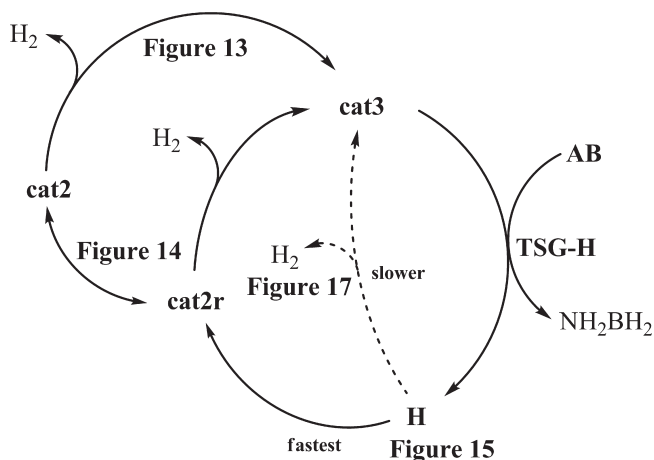 H2
Figure 13
cat3
H2
AB
cat2
Figure 14
TSG-H
H2
slower
Figure 17
cat2r
NH2BH2
H
fastest
Figure 15